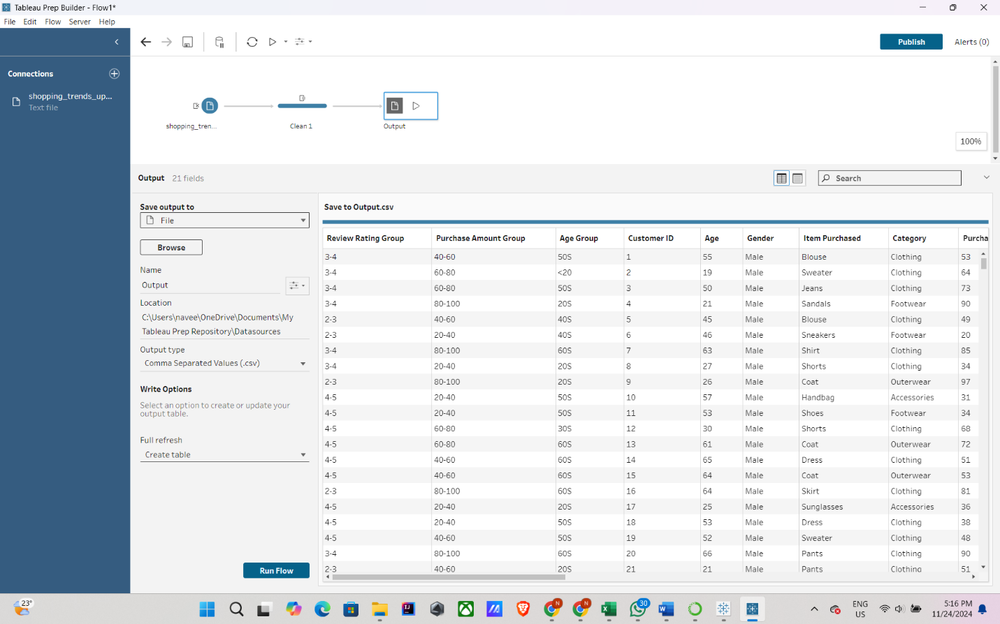 Tableau Prep Builder - Flow1*
File Edit Flow Server Help
Publish Alerts (0)
Connections
shopping_trends_up...
Text file
shopping_tren... Clean 1 Output
100%
Output 21 fields Search
Save output to
File
Browse
Name
Output
Location
C:\Users\navee\OneDrive\Documents\My
Tableau Prep Repository\Datasources
Output type
Comma Separated Values (.csv)
Write Options
Select an option to create or update your
output table.
Full refresh
Create table
Run Flow
Save to Output.csv
Review Rating Group Purchase Amount Group Age Group Customer ID Age Gender Item Purchased Category Purcha
3-4 40-60 50S 1 55 Male Blouse Clothing 53
3-4 60-80 <20 2 19 Male Sweater Clothing 64
3-4 60-80 50S 3 50 Male Jeans Clothing 73
3-4 80-100 20S 4 21 Male Sandals Footwear 90
2-3 40-60 40S 5 45 Male Blouse Clothing 49
2-3 20-40 40S 6 46 Male Sneakers Footwear 20
3-4 80-100 60S 7 63 Male Shirt Clothing 85
3-4 20-40 20S 8 27 Male Shorts Clothing 34
2-3 80-100 20S 9 26 Male Coat Outerwear 97
4-5 20-40 50S 10 57 Male Handbag Accessories 31
4-5 20-40 50S 11 53 Male Shoes Footwear 34
4-5 60-80 30S 12 30 Male Shorts Clothing 68
4-5 60-80 60S 13 61 Male Coat Outerwear 72
4-5 40-60 60S 14 65 Male Dress Clothing 51
4-5 40-60 60S 15 64 Male Coat Outerwear 53
2-3 80-100 60S 16 64 Male Skirt Clothing 81
4-5 20-40 20S 17 25 Male Sunglasses Accessories 36
4-5 20-40 50S 18 53 Male Dress Clothing 38
4-5 40-60 50S 19 52 Male Sweater Clothing 48
3-4 80-100 60S 20 66 Male Pants Clothing 90
2-3 40-60 20S 21 21 Male Pants Clothing 51
23°
N N 30
ENG
US
5:16 PM
11/24/2024